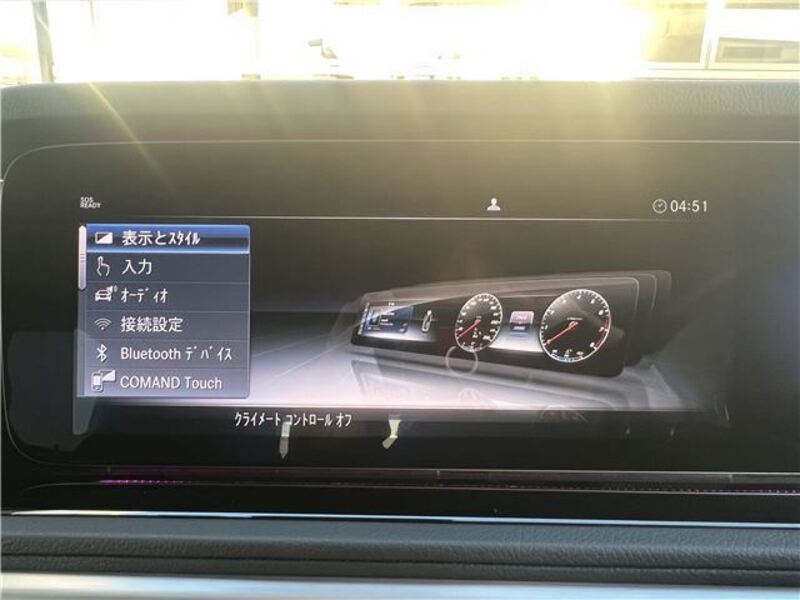 SOS
READY
04:51
表示とｽﾀｲﾙ
入力
ｵｰﾃﾞｨｵ
接続設定
Bluetooth ﾃﾞﾊﾞｲｽ
COMAND Touch
ｸﾗｲﾒｰﾄ ｺﾝﾄﾛｰﾙ ｵﾌ